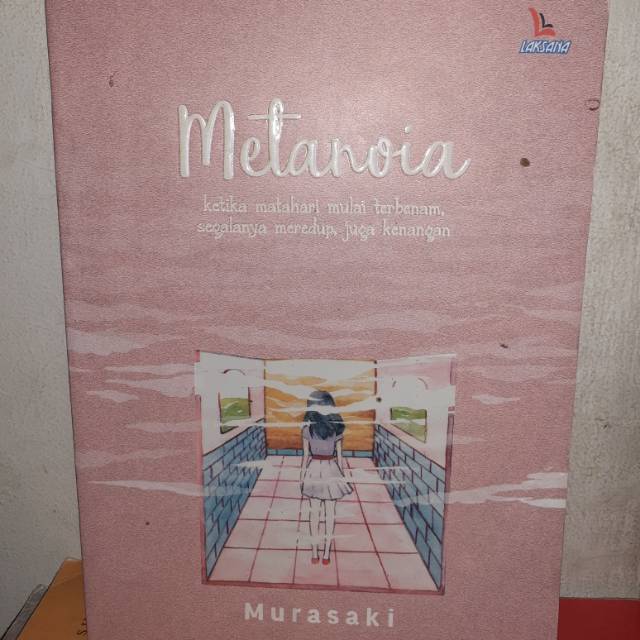 LAKSANA
Metanoia
ketika matahari mulai terbenam,
segalanya meredup, juga kenangan
Murasaki